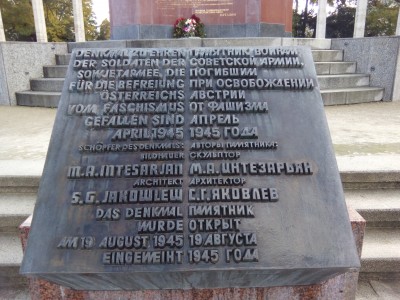 DENKMAL ZU EHREN ПАМЯТНИК ВОИНАМ
DER SOLDATEN DER СОВЕТСКОЙ АРМИИ,
SOWJETARMEE, DIE ПОГИБШИМ
FÜR DIE BEFREIUNG ПРИ ОСВОБОЖДЕНИИ
ÖSTERREICHS АВСТРИИ
VOM FASCHISMUS ОТ ФАШИЗМА
GEFALLEN SIND АПРЕЛЬ
APRIL 1945 1945 ГОДА
SCHÖPFER DES DENKMALS: АВТОРЫ ПАМЯТНИКА:
BILDHAUER СКУЛЬПТОР
M.A. INTESARJAN М.А. ИНТЕЗАРЬЯН
ARCHITEKT АРХИТЕКТОР
S.G. JAKOWLEW С.Г. ЯКОВЛЕВ
DAS DENKMAL ПАМЯТНИК
WURDE ОТКРЫТ
AM 19 AUGUST 1945 19 АВГУСТА
EINGEWEIHT 1945 ГОДА